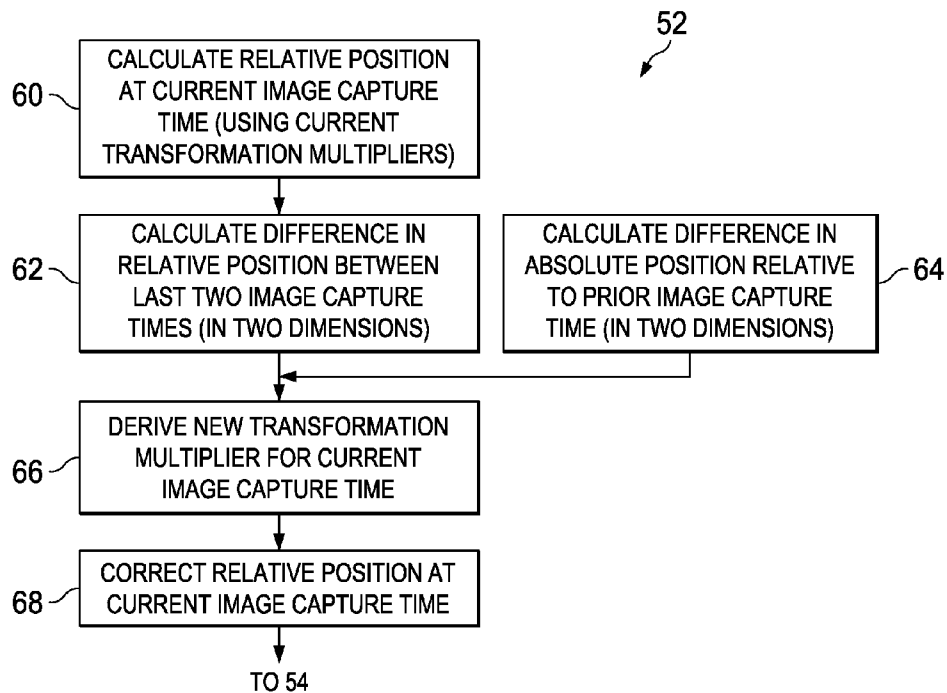 52
60
CALCULATE RELATIVE POSITION
AT CURRENT IMAGE CAPTURE
TIME (USING CURRENT
TRANSFORMATION MULTIPLIERS)
62
CALCULATE DIFFERENCE IN
RELATIVE POSITION BETWEEN
LAST TWO IMAGE CAPTURE
TIMES (IN TWO DIMENSIONS)
CALCULATE DIFFERENCE IN
ABSOLUTE POSITION RELATIVE
TO PRIOR IMAGE CAPTURE
TIME (IN TWO DIMENSIONS)
64
66
DERIVE NEW TRANSFORMATION
MULTIPLIER FOR CURRENT
IMAGE CAPTURE TIME
68
CORRECT RELATIVE POSITION AT
CURRENT IMAGE CAPTURE TIME
TO 54